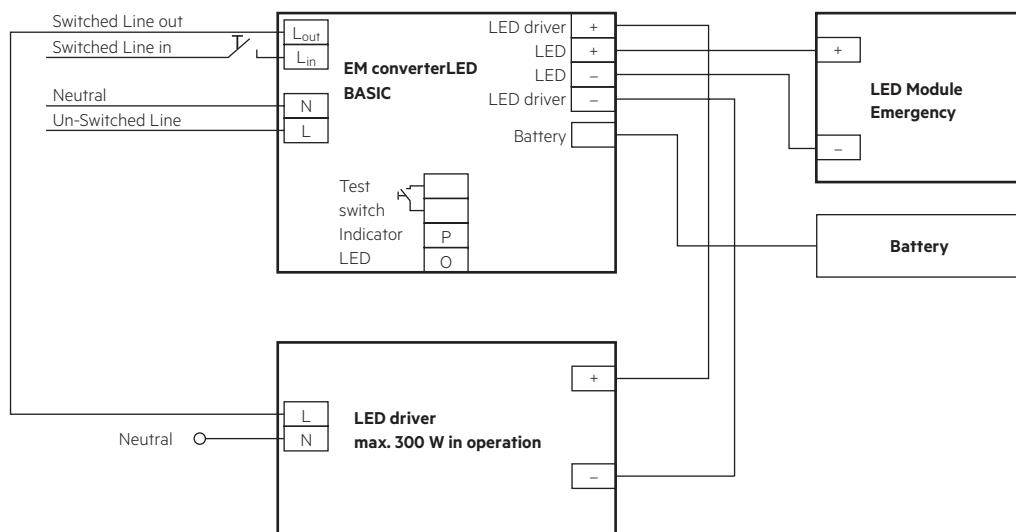 Switched Line out
Switched Line in
Neutral
Un-Switched Line
Lout
Lin
N
L
EM converterLED
BASIC
LED driver +
LED +
LED –
LED driver –
Battery
Test
switch
Indicator P
LED O
+
–
LED Module
Emergency
Battery
L
N
Neutral
LED driver
max. 300 W in operation
+
–